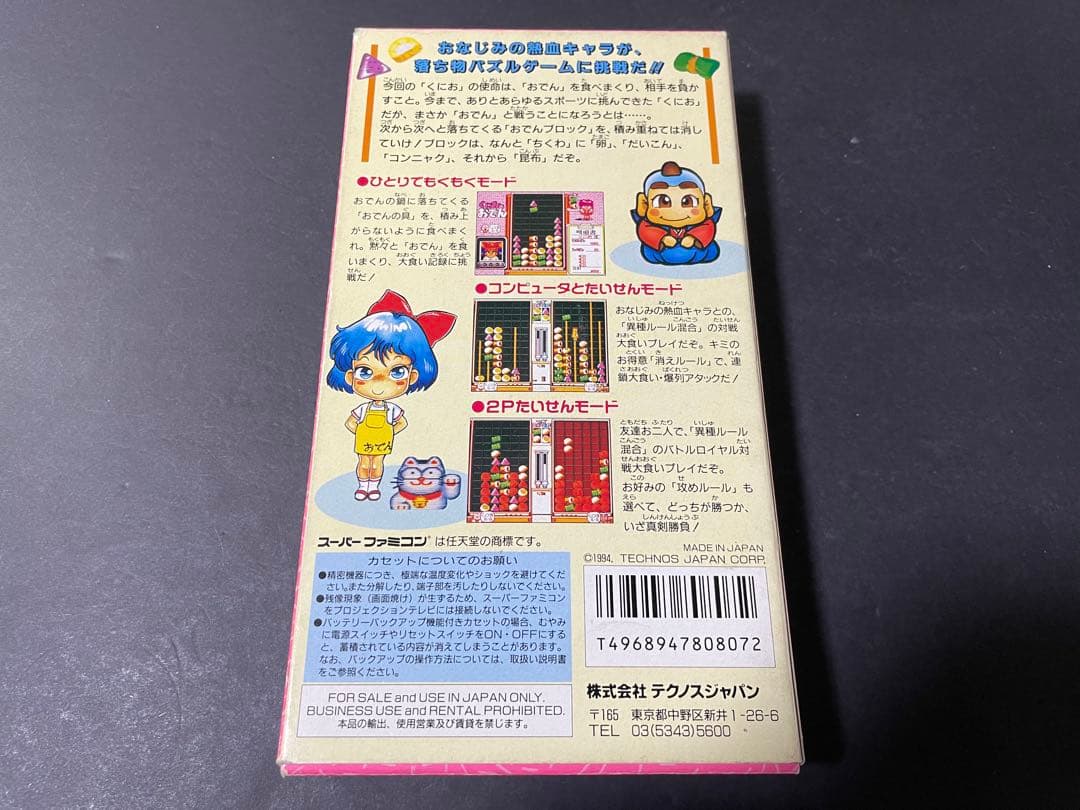 おなじみの熱血キャラが、
落ち物パズルゲームに挑戦だ!!
今回の「くにお」の使命は、「おでん」を食べまくり、相手を負か
すこと。今まで、ありとあらゆるスポーツに挑んできた「くにお」
だが、まさか「おでん」と戦うことになろうとは……。
次から次へと落ちてくる「おでんブロック」を、積み重ねては消し
ていけ!ブロックは、なんと「ちくわ」に「卵」、「だいこん」、
「コンニャク」、それから「昆布」だぞ。
●ひとりでもくもくモード
おでんの鍋に落ちてくる
「おでんの具」を、積み上
がらないように食べまく
れ。黙々と「おでん」を食
いまくり、大食い記録に挑
戦だ!
おでん
●コンピュータとたいせんモード
おなじみの熱血キャラとの、
「異種ルール混合」の対戦
大食いプレイだぞ。キミの
お得意「消えルール」で、連
鎖大食い・爆列アタックだ!
●2Pたいせんモード
友達お二人で、「異種ルール
混合」のバトルロイヤル対
戦大食いプレイだぞ。
お好みの「攻めルール」も
選べて、どっちが勝つか、
いざ真剣勝負!
おでん
スーパーファミコン®は任天堂の商標です。
カセットについてのお願い
●精密機器につき、極端な温度変化やショックを避けてくだ
さい。また分解したり、端子部を汚したりしないでください。
●残像現象(画面焼け)が生ずるため、スーパーファミコン
をプロジェクションテレビには接続しないでください。
●バッテリーバックアップ機能付きカセットの場合、むやみ
に電源スイッチやリセットスイッチをON・OFFにする
と、蓄積されている内容が消えてしまうことがあります。
なお、バックアップの操作方法については、取扱い説明書
をご参照ください。
FOR SALE and USE IN JAPAN ONLY.
BUSINESS USE and RENTAL PROHIBITED.
本品の輸出、使用営業及び賃貸を禁じます。
MADE IN JAPAN
©1994, TECHNOS JAPAN CORP.
T4968947808072
株式会社 テクノスジャパン
〒165 東京都中野区新井1-26-6
TEL 03(5343)5600